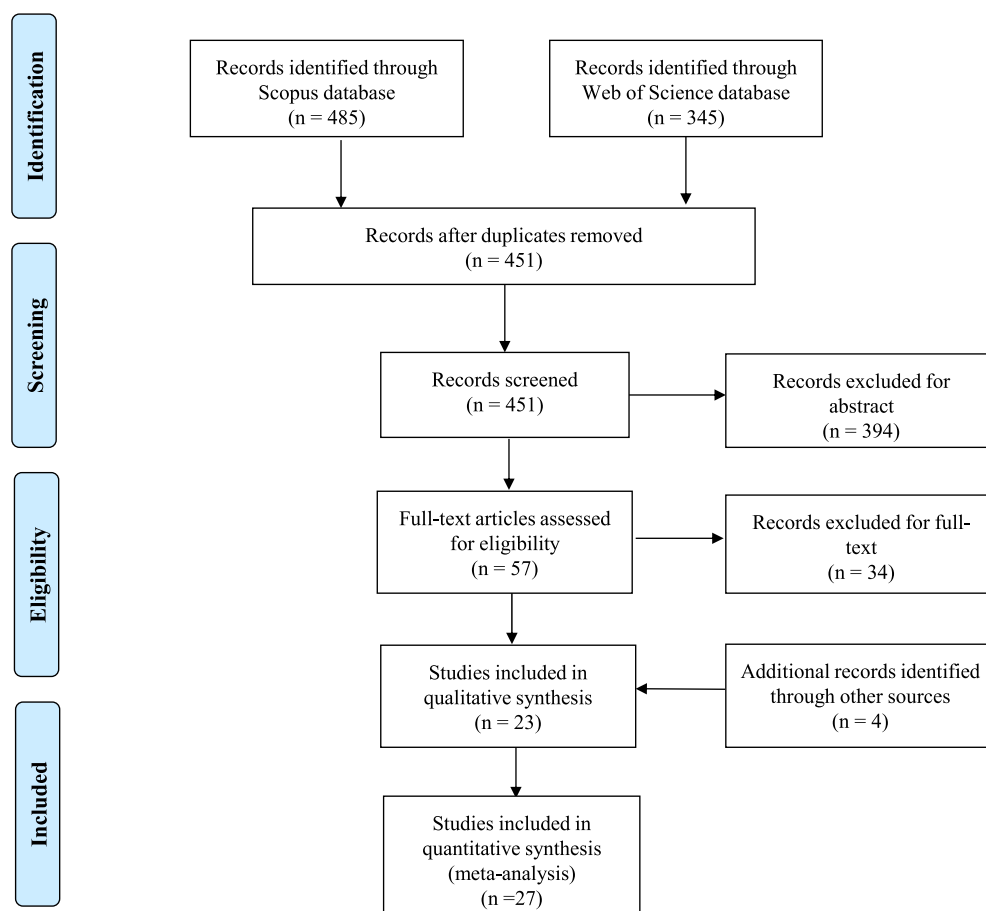 Identification
Records identified through
Scopus database
(n = 485)
Records identified through
Web of Science database
(n = 345)
Records after duplicates removed
(n = 451)
Screening
Records screened
(n = 451)
Records excluded for
abstract
(n = 394)
Eligibility
Full-text articles assessed
for eligibility
(n = 57)
Records excluded for full-
text
(n = 34)
Studies included in
qualitative synthesis
(n = 23)
Additional records identified
through other sources
(n = 4)
Included
Studies included in
quantitative synthesis
(meta-analysis)
(n =27)